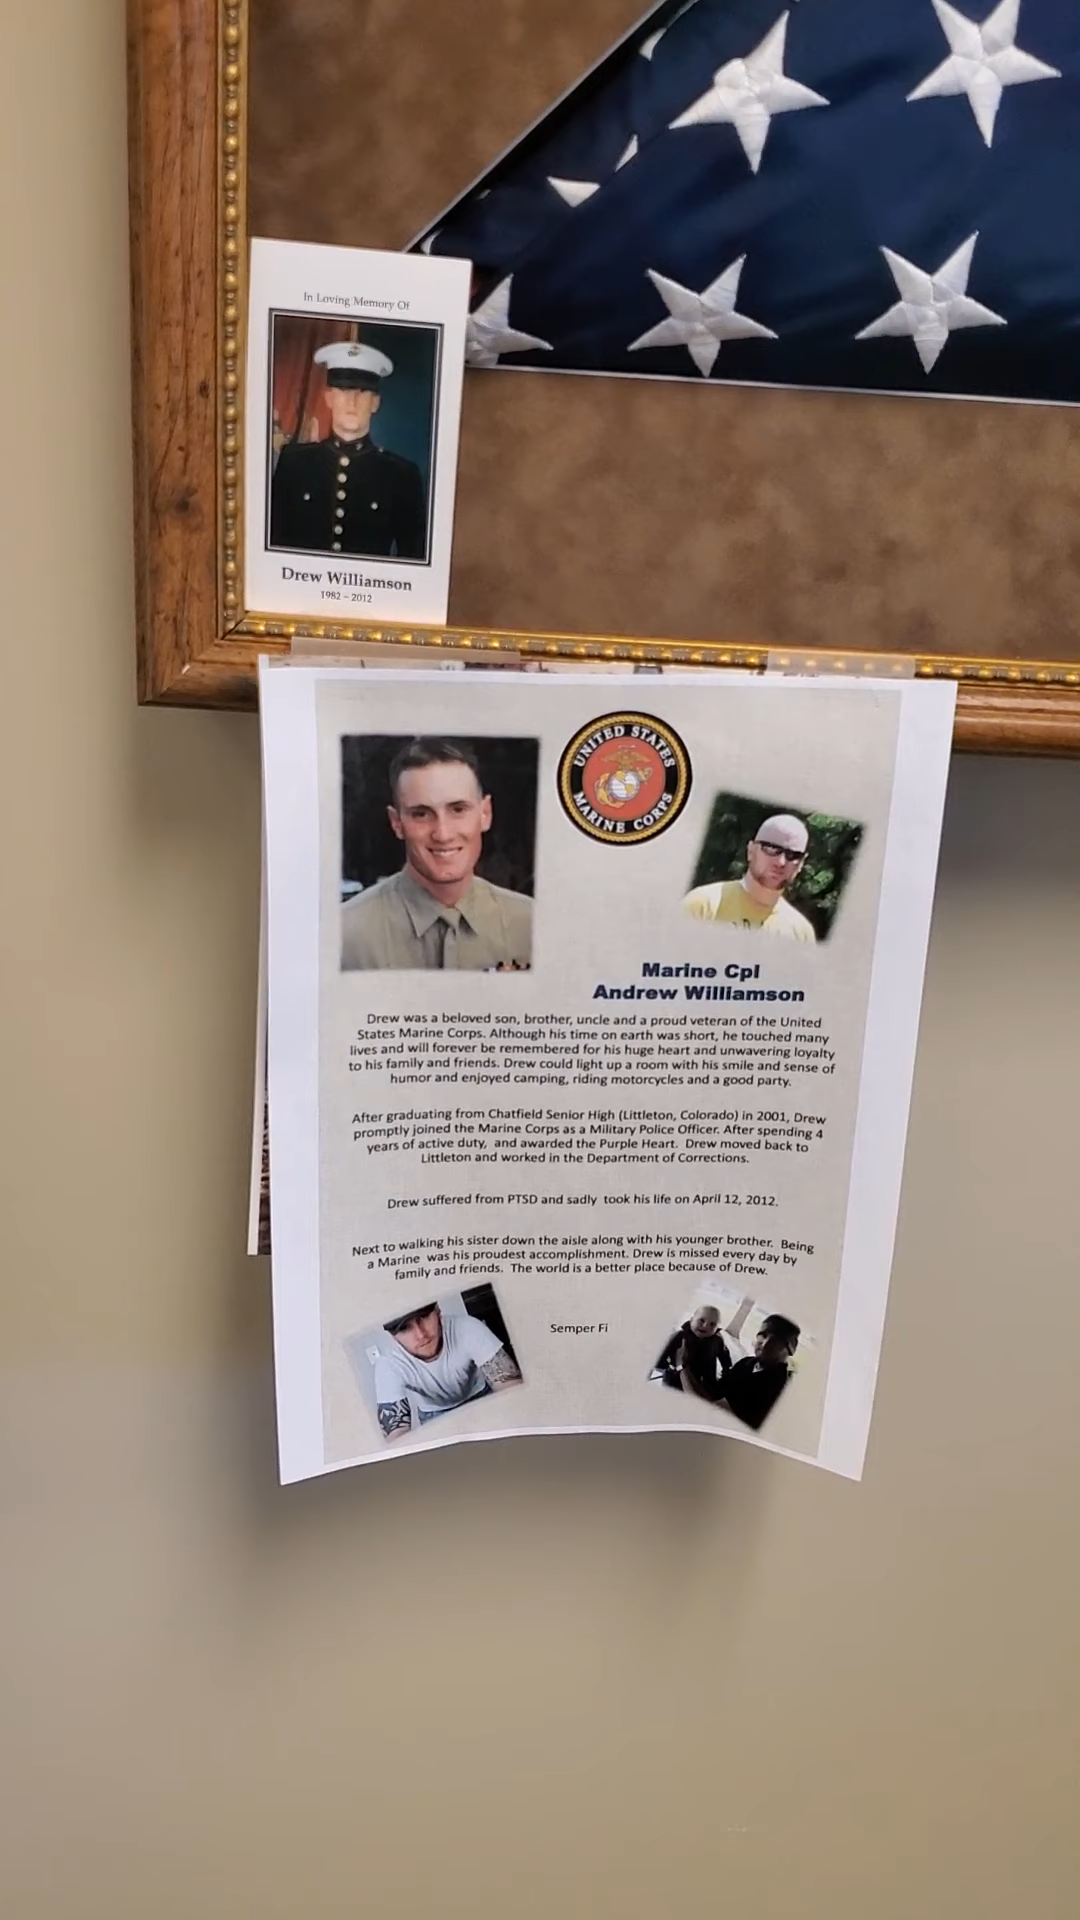 In Loving Memory Of
Drew Williamson
1982 – 2012
UNITED STATES
MARINE CORPS
Marine Cpl
Andrew Williamson
Drew was a beloved son, brother, uncle and a proud veteran of the United
States Marine Corps. Although his time on earth was short, he touched many
lives and will forever be remembered for his huge heart and unwavering loyalty
to his family and friends. Drew could light up a room with his smile and sense of
humor and enjoyed camping, riding motorcycles and a good party.
After graduating from Chatfield Senior High (Littleton, Colorado) in 2001, Drew
promptly joined the Marine Corps as a Military Police Officer. After spending 4
years of active duty, and awarded the Purple Heart. Drew moved back to
Littleton and worked in the Department of Corrections.
Drew suffered from PTSD and sadly took his life on April 12, 2012.
Next to walking his sister down the aisle along with his younger brother. Being
a Marine was his proudest accomplishment. Drew is missed every day by
family and friends. The world is a better place because of Drew.
Semper Fi